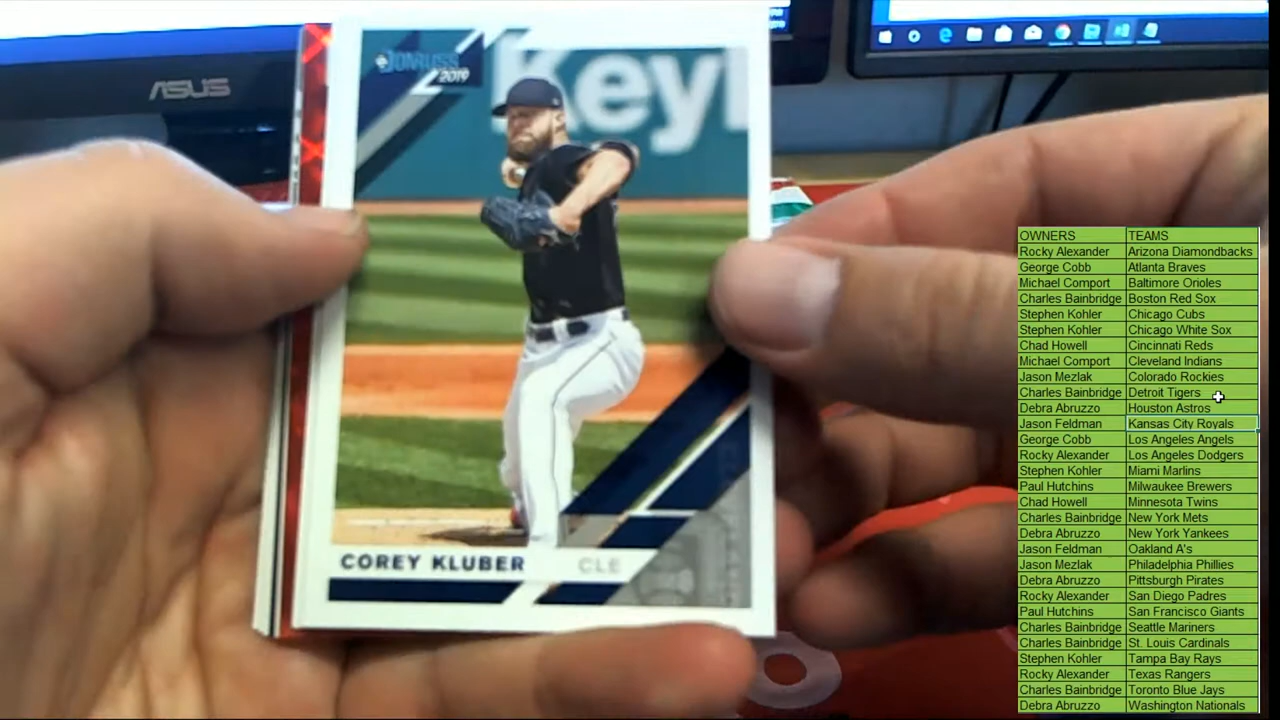 ASUS
DONRUSS
2019
Key
COREY KLUBER CLE
OWNERS TEAMS
Rocky Alexander Arizona Diamondbacks
George Cobb Atlanta Braves
Michael Comport Baltimore Orioles
Charles Bainbridge Boston Red Sox
Stephen Kohler Chicago Cubs
Stephen Kohler Chicago White Sox
Chad Howell Cincinnati Reds
Michael Comport Cleveland Indians
Jason Mezlak Colorado Rockies
Charles Bainbridge Detroit Tigers
Debra Abruzzo Houston Astros
Jason Feldman Kansas City Royals
George Cobb Los Angeles Angels
Rocky Alexander Los Angeles Dodgers
Stephen Kohler Miami Marlins
Paul Hutchins Milwaukee Brewers
Chad Howell Minnesota Twins
Charles Bainbridge New York Mets
Debra Abruzzo New York Yankees
Jason Feldman Oakland A's
Jason Mezlak Philadelphia Phillies
Debra Abruzzo Pittsburgh Pirates
Rocky Alexander San Diego Padres
Paul Hutchins San Francisco Giants
Charles Bainbridge Seattle Mariners
Charles Bainbridge St. Louis Cardinals
Stephen Kohler Tampa Bay Rays
Rocky Alexander Texas Rangers
Charles Bainbridge Toronto Blue Jays
Debra Abruzzo Washington Nationals